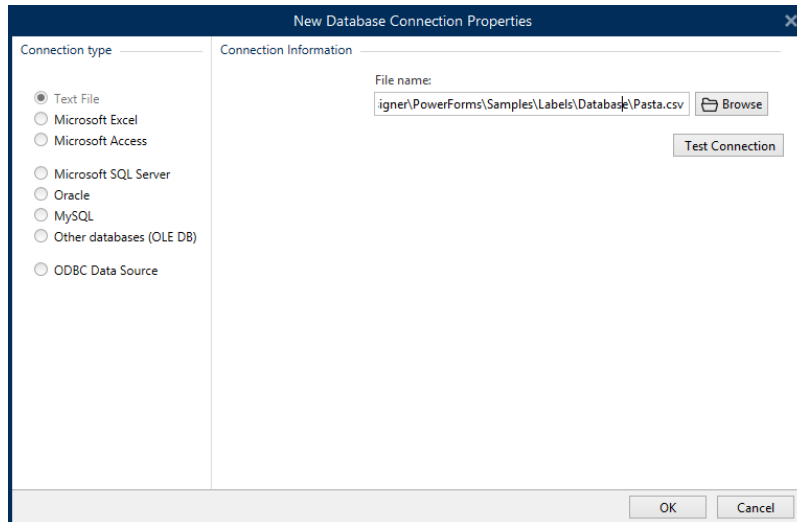 New Database Connection Properties
Connection type
Connection Information
Text File
Microsoft Excel
Microsoft Access
Microsoft SQL Server
Oracle
MySQL
Other databases (OLE DB)
ODBC Data Source
File name:
igner\PowerForms\Samples\Labels\Database\Pasta.csv
Browse
Test Connection
OK
Cancel